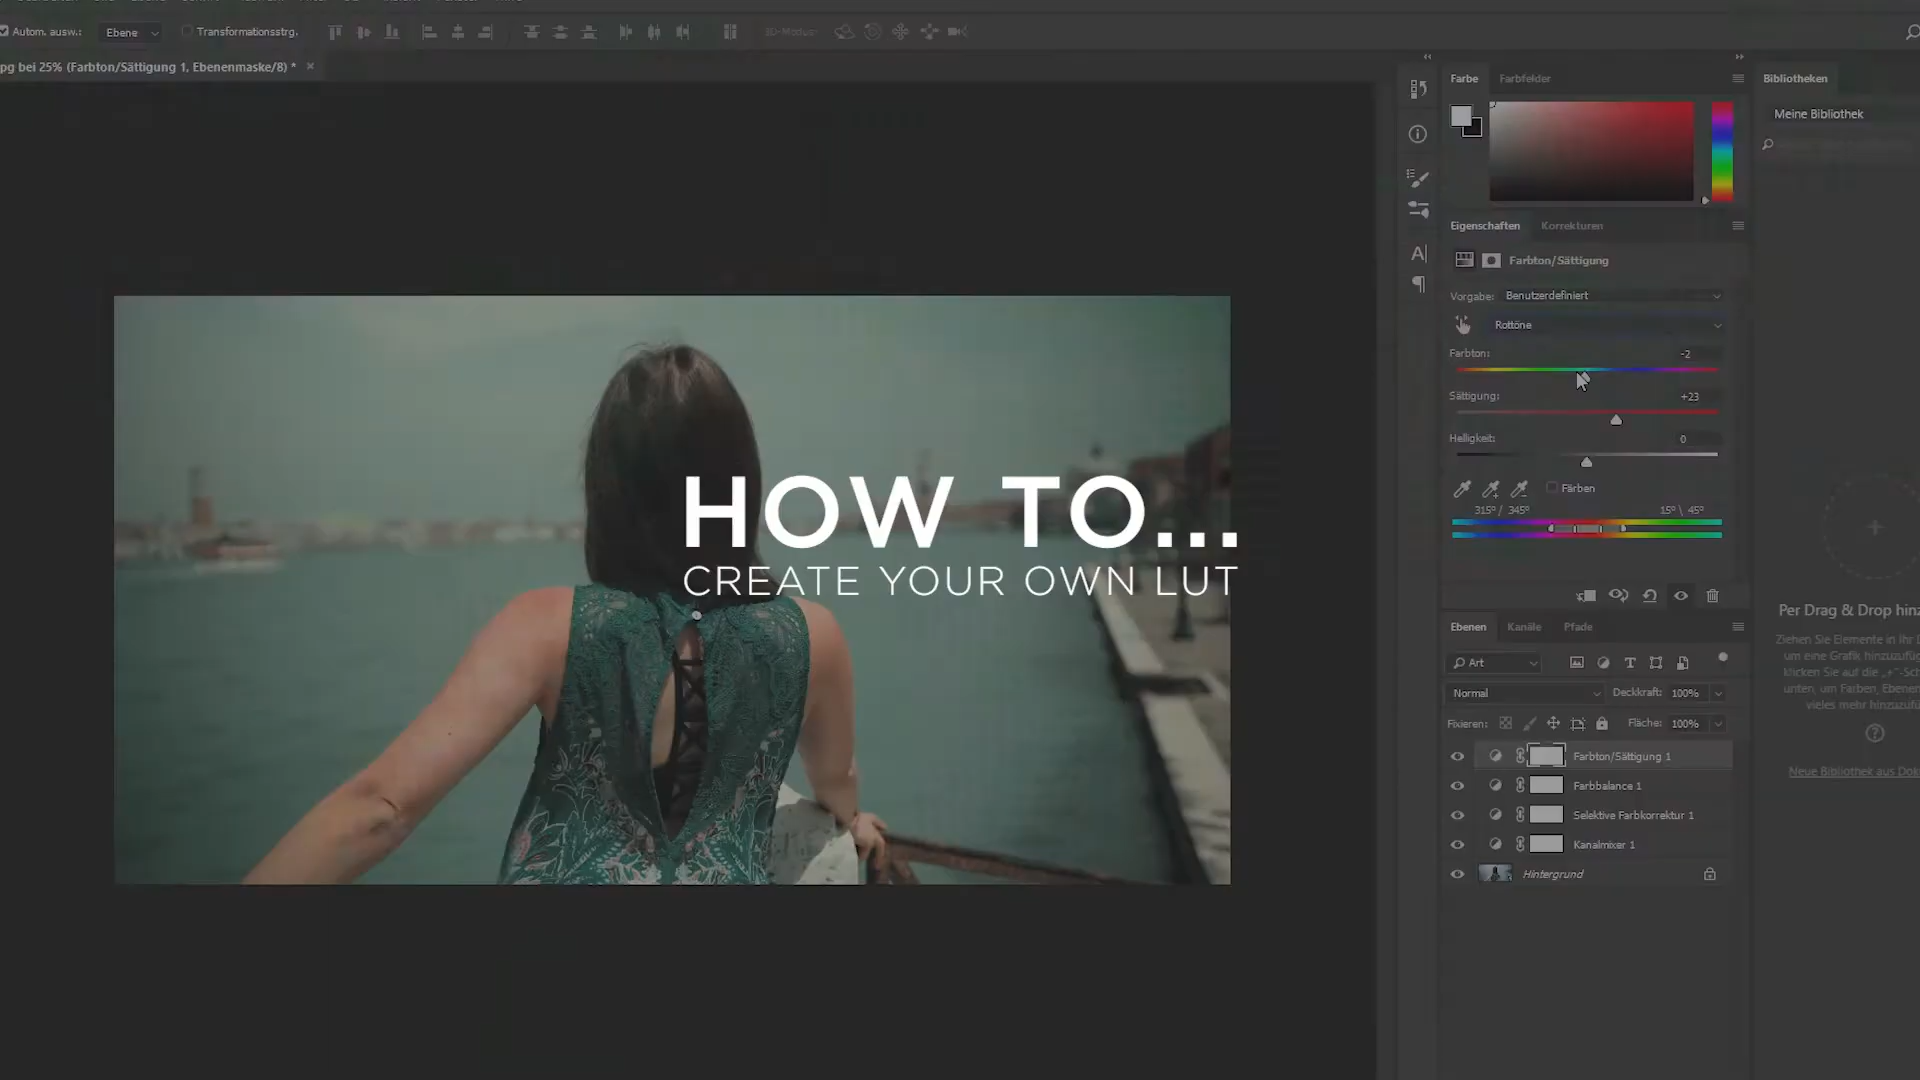 Autom. ausw.: Ebene Transformationsstrg. 3D-Modus:
pg bei 25% (Farbton/Sättigung 1, Ebenenmaske/8) * ×
Farbe Farbfelder
Bibliotheken
Meine Bibliothek
Eigenschaften Korrekturen
Farbton/Sättigung
Vorgabe: Benutzerdefiniert
Rottöne
Farbton: -2
Sättigung: +23
Helligkeit: 0
Färben
315°/ 345° 15°\ 45°
HOW TO...
CREATE YOUR OWN LUT
Ebenen Kanäle Pfade
Art
Normal Deckkraft: 100%
Fixieren: Fläche: 100%
Farbton/Sättigung 1
Farbbalance 1
Selektive Farbkorrektur 1
Kanalmixer 1
Hintergrund
Per Drag & Drop hinz
Ziehen Sie Elemente in Ihr D
um eine Grafik hinzuzufü
klicken Sie auf die „+"-Sch
unten, um Farben, Ebenen
vieles mehr hinzuzufü
Neue Bibliothek aus Dok